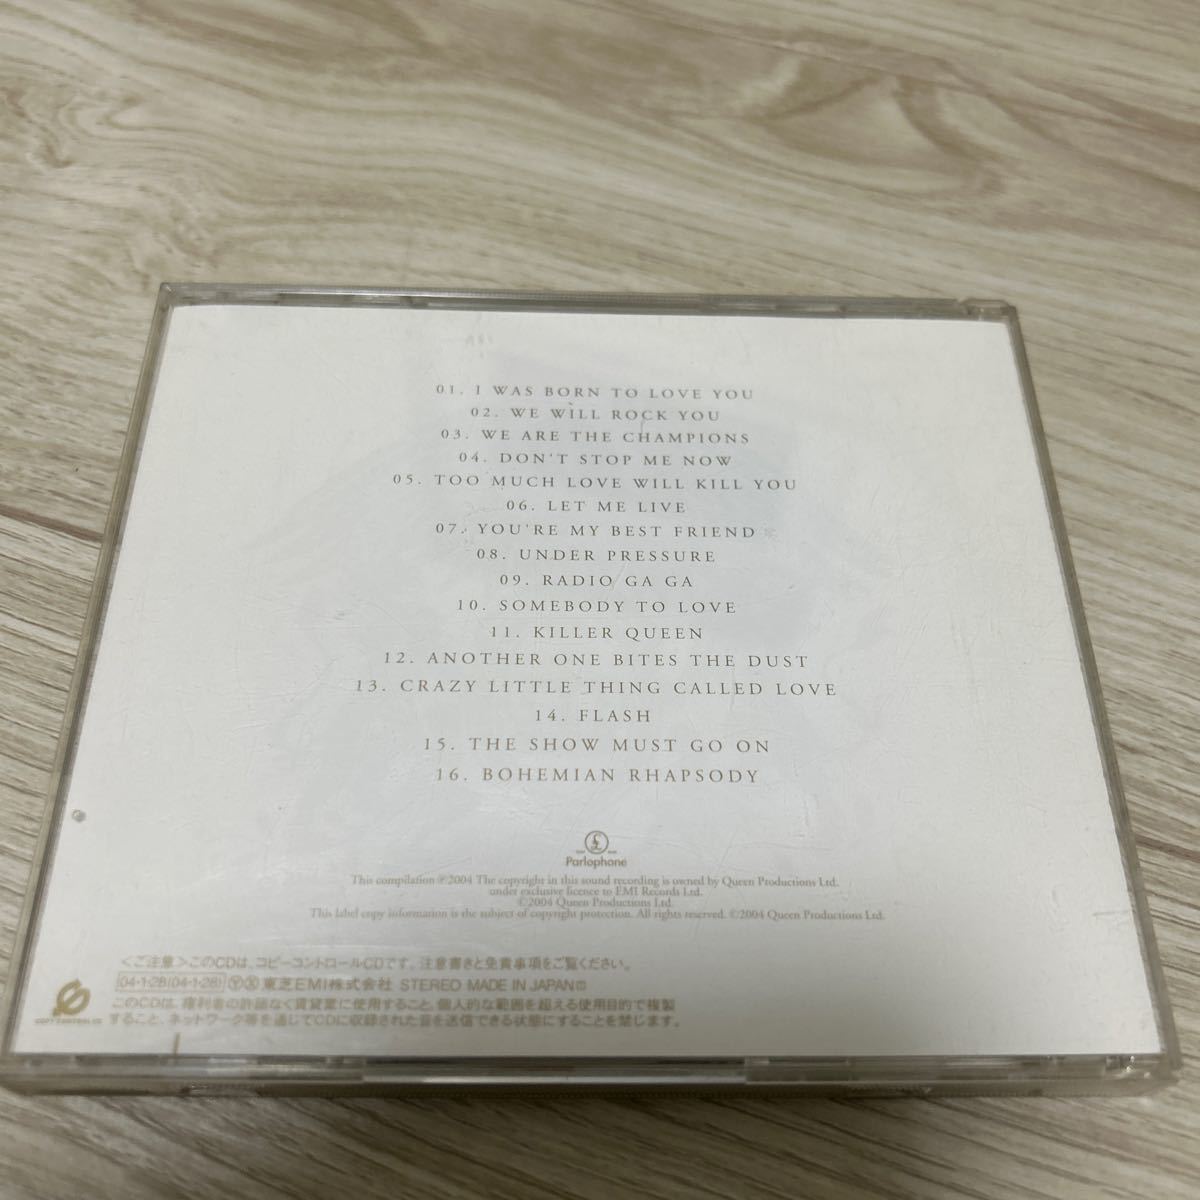 01. I WAS BORN TO LOVE YOU
02. WE WILL ROCK YOU
03. WE ARE THE CHAMPIONS
04. DON'T STOP ME NOW
05. TOO MUCH LOVE WILL KILL YOU
06. LET ME LIVE
07. YOU'RE MY BEST FRIEND
08. UNDER PRESSURE
09. RADIO GA GA
10. SOMEBODY TO LOVE
11. KILLER QUEEN
12. ANOTHER ONE BITES THE DUST
13. CRAZY LITTLE THING CALLED LOVE
14. FLASH
15. THE SHOW MUST GO ON
16. BOHEMIAN RHAPSODY
Parlophone
This compilation ℗2004 The copyright in this sound recording is owned by Queen Productions Ltd.
under exclusive licence to EMI Records Ltd.
©2004 Queen Productions Ltd.
This label copy information is the subject of copyright protection. All rights reserved. ©2004 Queen Productions Ltd.
<ご注意>このCDは、コピーコントロールCDです。注意書きと免責事項をご覧ください。
04·1·28(04·1·28) Ⓨ Ⓧ 東芝EMI株式会社 STEREO MADE IN JAPAN
このCDは、権利者の許諾なく賃貸業に使用すること、個人的な範囲を超える使用目的で複製
すること、ネットワーク等を通じてCDに収録された音を送信できる状態にすることを禁じます。